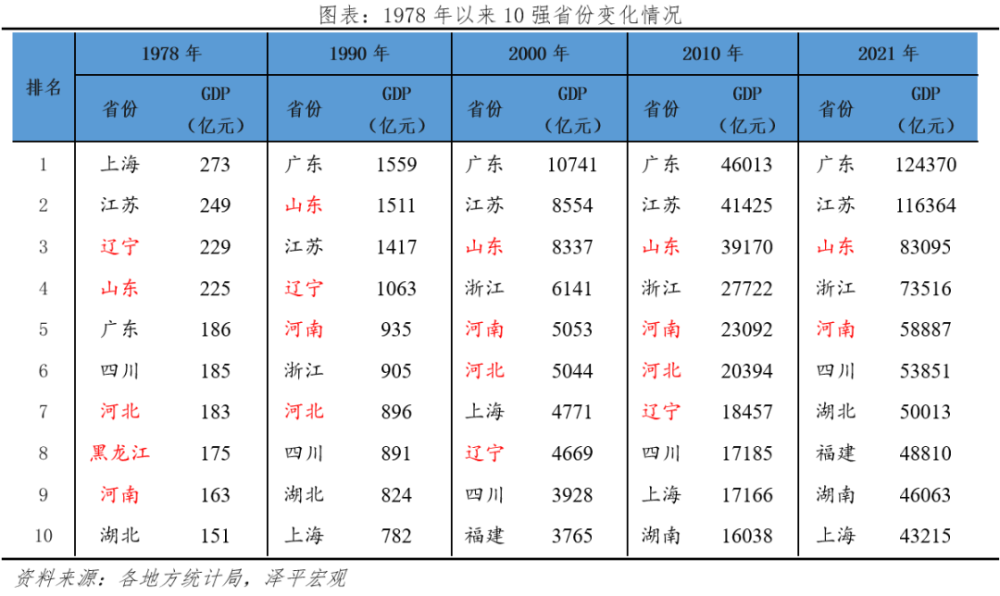 图表：1978 年以来 10 强省份变化情况
排名 1978 年 1990 年 2000 年 2010 年 2021 年
省份 GDP（亿元） 省份 GDP（亿元） 省份 GDP（亿元） 省份 GDP（亿元） 省份 GDP（亿元）
1 上海 273 广东 1559 广东 10741 广东 46013 广东 124370
2 江苏 249 山东 1511 江苏 8554 江苏 41425 江苏 116364
3 辽宁 229 江苏 1417 山东 8337 山东 39170 山东 83095
4 山东 225 辽宁 1063 浙江 6141 浙江 27722 浙江 73516
5 广东 186 河南 935 河南 5053 河南 23092 河南 58887
6 四川 185 浙江 905 河北 5044 河北 20394 四川 53851
7 河北 183 河北 896 上海 4771 辽宁 18457 湖北 50013
8 黑龙江 175 四川 891 辽宁 4669 四川 17185 福建 48810
9 河南 163 湖北 824 四川 3928 上海 17166 湖南 46063
10 湖北 151 上海 782 福建 3765 湖南 16038 上海 43215
资料来源：各地方统计局，泽平宏观